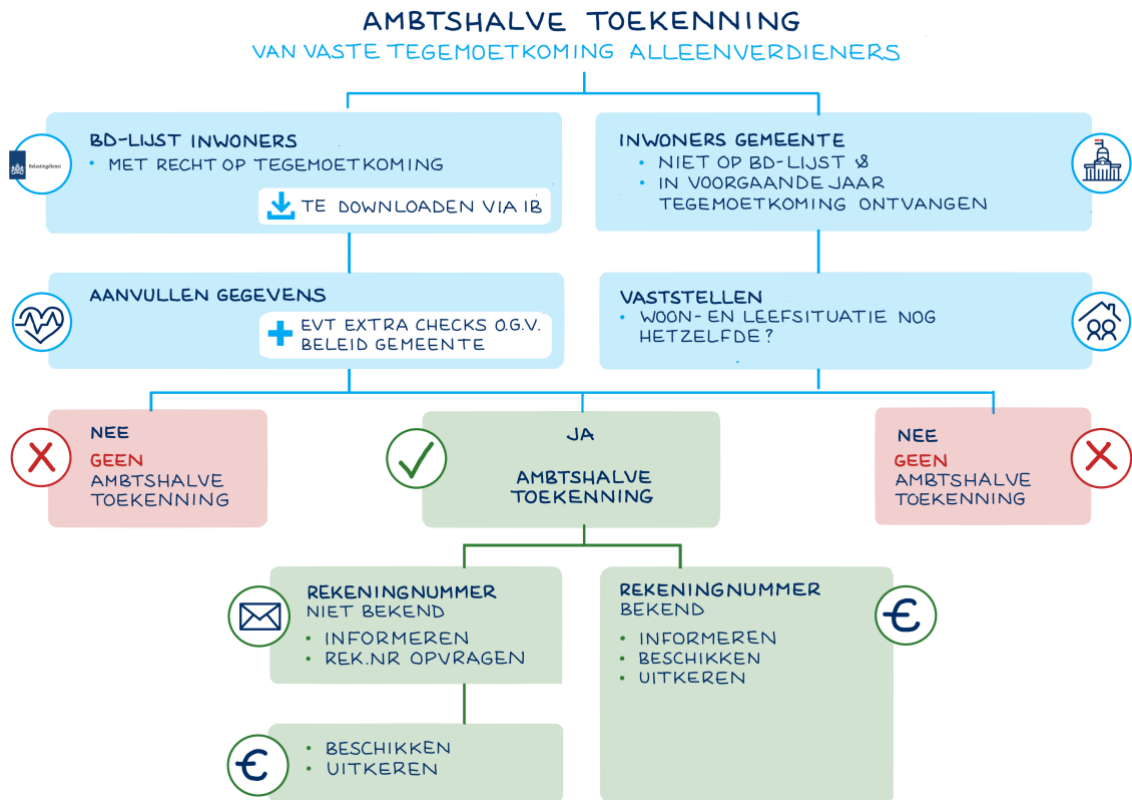 AMBTSHALVE TOEKENNING
VAN VASTE TEGEMOETKOMING ALLEENVERDIENERS
Belastingdienst
BD-LIJST INWONERS
• MET RECHT OP TEGEMOETKOMING
TE DOWNLOADEN VIA IB
INWONERS GEMEENTE
• NIET OP BD-LIJST &
• IN VOORGAANDE JAAR
TEGEMOETKOMING ONTVANGEN
AANVULLEN GEGEVENS
EVT EXTRA CHECKS O.G.V.
BELEID GEMEENTE
VASTSTELLEN
• WOON- EN LEEFSITUATIE NOG
HETZELFDE?
NEE
GEEN
AMBTSHALVE
TOEKENNING
JA
AMBTSHALVE
TOEKENNING
NEE
GEEN
AMBTSHALVE
TOEKENNING
REKENINGNUMMER
NIET BEKEND
• INFORMEREN
• REK.NR OPVRAGEN
REKENINGNUMMER
BEKEND
• INFORMEREN
• BESCHIKKEN
• UITKEREN
€
€
• BESCHIKKEN
• UITKEREN